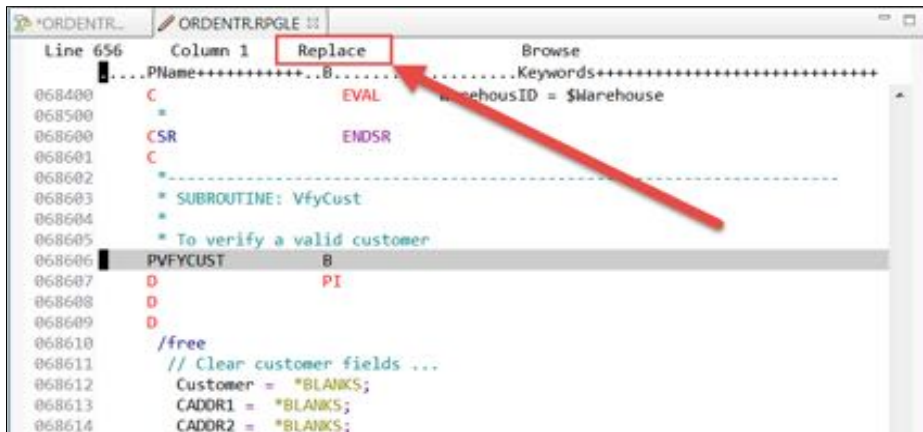 *ORDENTR... ORDENTR.RPGLE
Line 656 Column 1 Replace Browse
.....PName+++++++++++..B...................Keywords+++++++++++++++++++++++++++++
068400 C EVAL WarehousID = $Warehouse
068500 *
068600 CSR ENDSR
068601 C
068602 *-------------------------------------------------------------------
068603 * SUBROUTINE: VfyCust
068604 *
068605 * To verify a valid customer
068606 PVFYCUST B
068607 D PI
068608 D
068609 D
068610 /free
068611 // Clear customer fields ...
068612 Customer = *BLANKS;
068613 CADDR1 = *BLANKS;
068614 CADDR2 = *BLANKS;